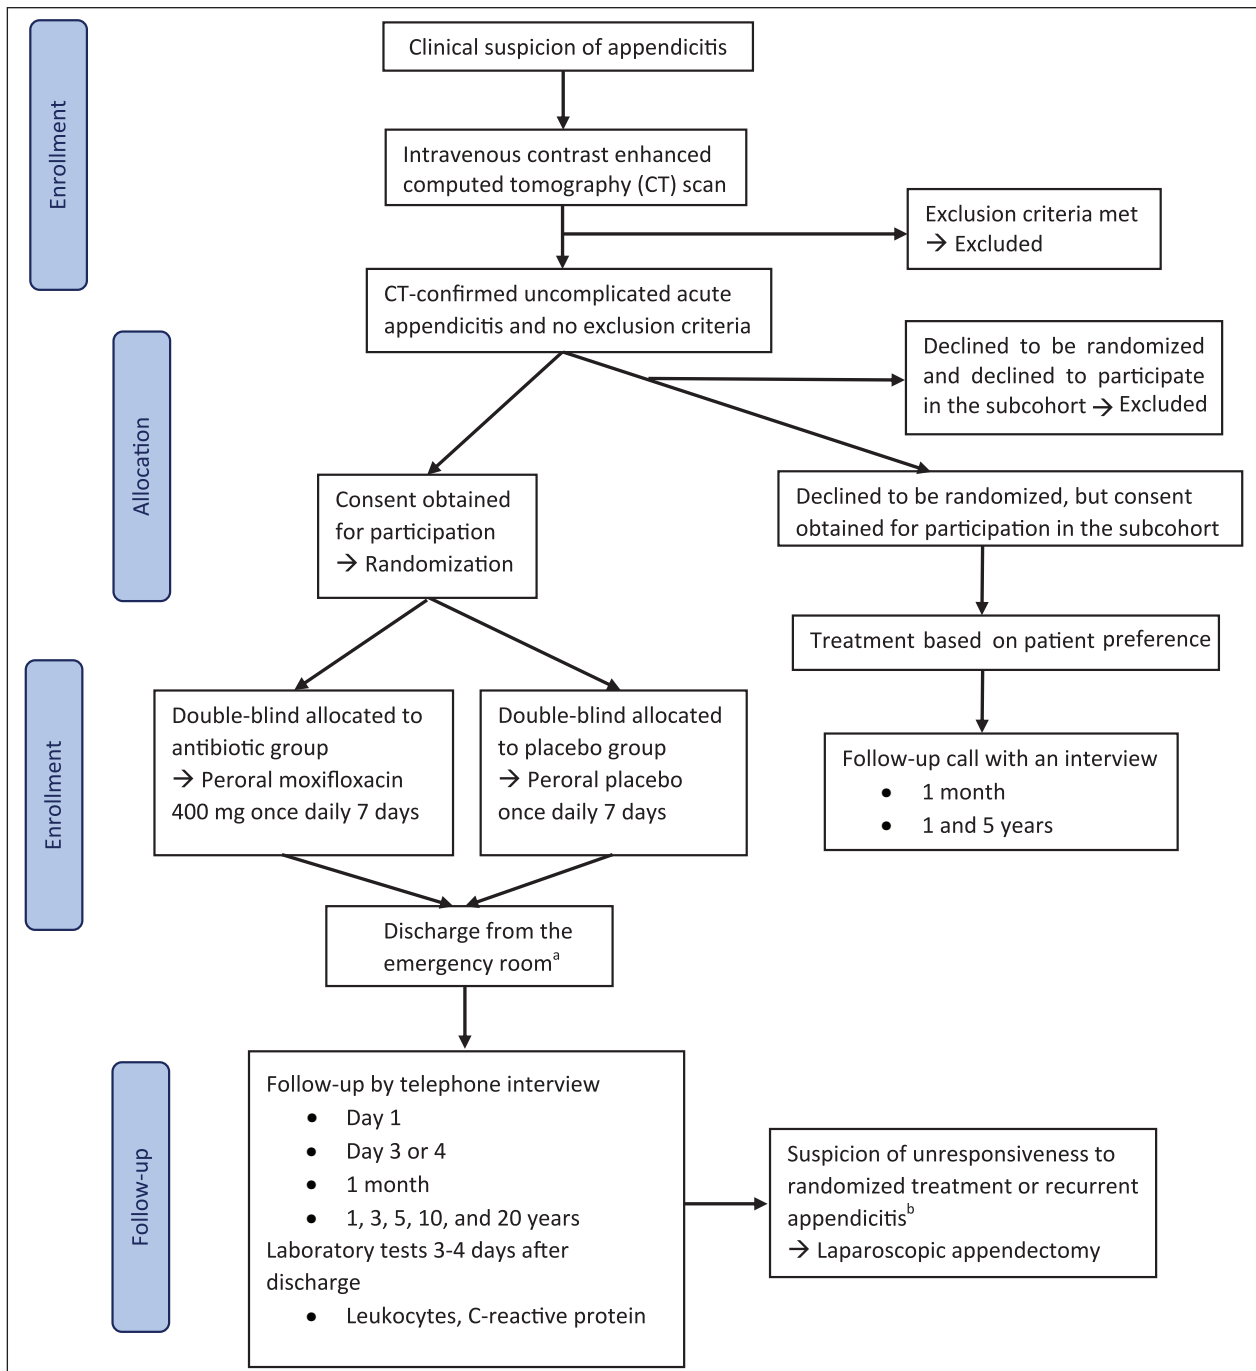 Enrollment
Clinical suspicion of appendicitis
Intravenous contrast enhanced
computed tomography (CT) scan
Exclusion criteria met
→ Excluded
CT-confirmed uncomplicated acute
appendicitis and no exclusion criteria
Allocation
Declined to be randomized
and declined to participate
in the subcohort → Excluded
Consent obtained
for participation
→ Randomization
Declined to be randomized, but consent
obtained for participation in the subcohort
Treatment based on patient preference
Follow-up call with an interview
• 1 month
• 1 and 5 years
Enrollment
Double-blind allocated to
antibiotic group
→ Peroral moxifloxacin
400 mg once daily 7 days
Double-blind allocated
to placebo group
→ Peroral placebo
once daily 7 days
Discharge from the
emergency roomᵃ
Follow-up
Follow-up by telephone interview
• Day 1
• Day 3 or 4
• 1 month
• 1, 3, 5, 10, and 20 years
Laboratory tests 3-4 days after
discharge
• Leukocytes, C-reactive protein
Suspicion of unresponsiveness to
randomized treatment or recurrent
appendicitisᵇ
→ Laparoscopic appendectomy